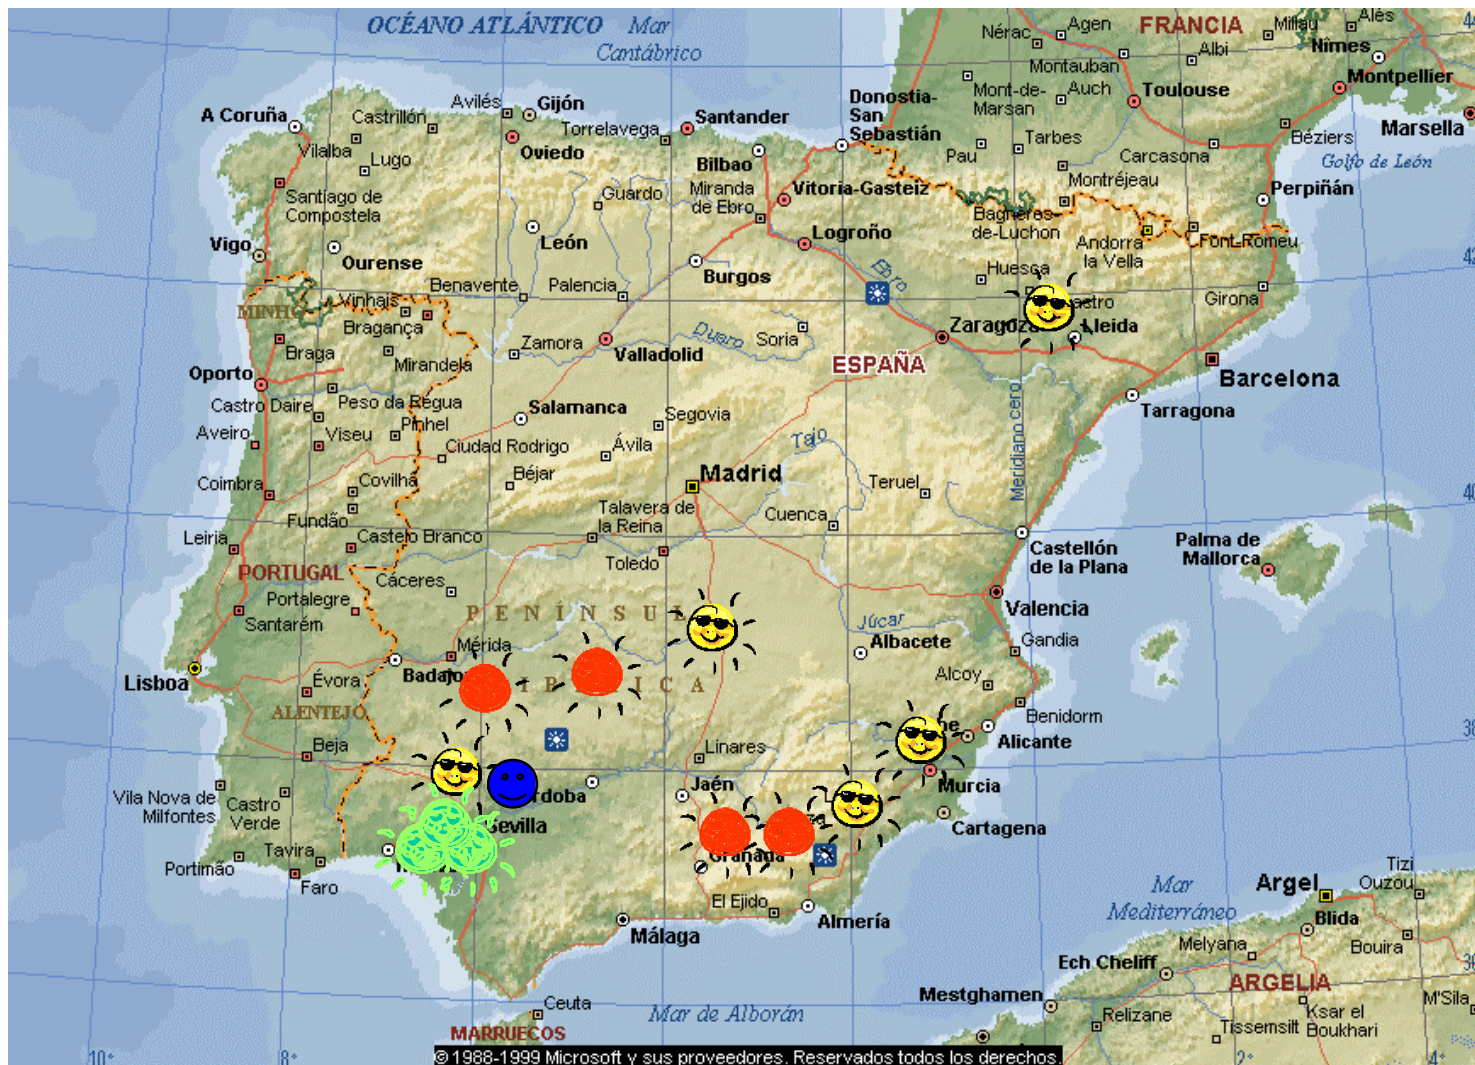 OCÉANO ATLÁNTICO
Mar
Cantábrico
FRANCIA
Agen
Millau
Alès
Nérac
Nîmes
Albi
Montauban
Montpellier
Mont-de-
Marsan
Auch
Toulouse
Donostia-
San
Sebastián
Avilés
Gijón
A Coruña
Castrillón
Torrelavega
Santander
Marsella
Béziers
Tarbes
Oviedo
Vilalba
Lugo
Bilbao
Pau
Carcasona
Golfo de León
Montréjeau
Perpiñán
Santiago de
Compostela
Guardo
Miranda
de Ebro
Vitoria-Gasteiz
Bagnères-
de-Luchon
Logroño
Vigo
León
Andorra
la Vella
Font-Romeu
Ourense
Burgos
Ebro
Huesca
42
Benavente
Palencia
Vinhais
MINHO
Bragança
Girona
Zaragoza
Lleida
Duero
Soria
Zamora
Braga
Valladolid
Mirandela
ESPAÑA
Oporto
Barcelona
Castro Daire
Peso da Regua
Salamanca
Segovia
Meridiano cero
Tarragona
Aveiro
Viseu
Pinhel
Ciudad Rodrigo
Ávila
Tajo
Béjar
Madrid
Coimbra
Covilhã
Teruel
Talavera de
la Reina
Cuenca
Fundão
Leiria
Castelo Branco
Castellón
de la Plana
Palma de
Mallorca
Toledo
PORTUGAL
Cáceres
Portalegre
PENÍNSUL
Valencia
Santarém
Júcar
Albacete
Gandia
Mérida
Lisboa
Évora
Alcoy
ALENTEJO
Benidorm
Beja
Linares
Alicante
Jaén
Murcia
Vila Nova de
Milfontes
Castro
Verde
Sevilla
Cartagena
Tavira
Portimão
Granada
Faro
El Ejido
Almería
Málaga
Mar
Mediterráneo
Argel
Tizi
Ouzou
Blida
Melyana
Bouira
Ech Cheliff
ARGELIA
Mestghamen
M'Sila
Ceuta
Mar de Alborán
Relizane
Tissemsilt
Ksar el
Boukhari
MARRUECOS
10°
8°
2°
4°
© 1988-1999 Microsoft y sus proveedores. Reservados todos los derechos.